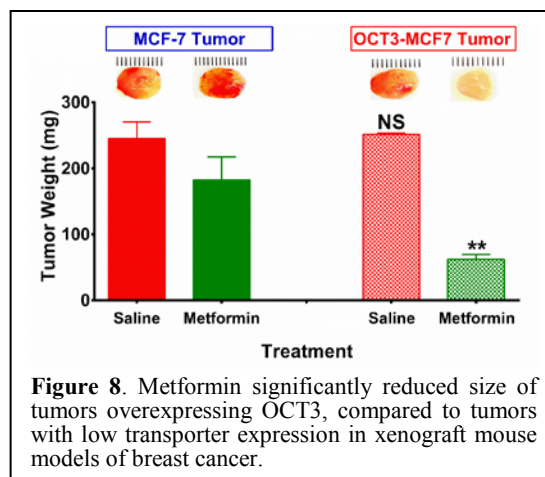 MCF-7 Tumor
OCT3-MCF7 Tumor
300
200
100
0
Tumor Weight (mg)
NS
**
Saline
Metformin
Saline
Metformin
Treatment
Figure 8. Metformin significantly reduced size of
tumors overexpressing OCT3, compared to tumors
with low transporter expression in xenograft mouse
models of breast cancer.